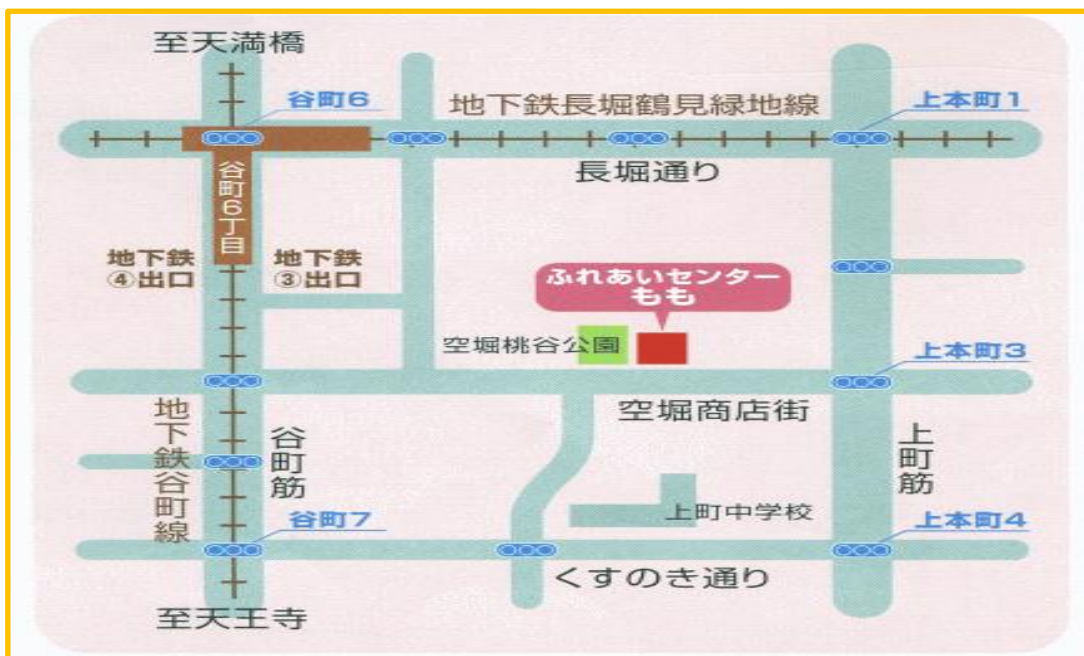 至天満橋
谷町6
地下鉄長堀鶴見緑地線
上本町1
長堀通り
谷町6丁目
地下鉄
④出口
地下鉄
③出口
ふれあいセンター
もも
空堀桃谷公園
上本町3
空堀商店街
地下鉄谷町線
谷町筋
上町筋
上町中学校
谷町7
上本町4
くすのき通り
至天王寺